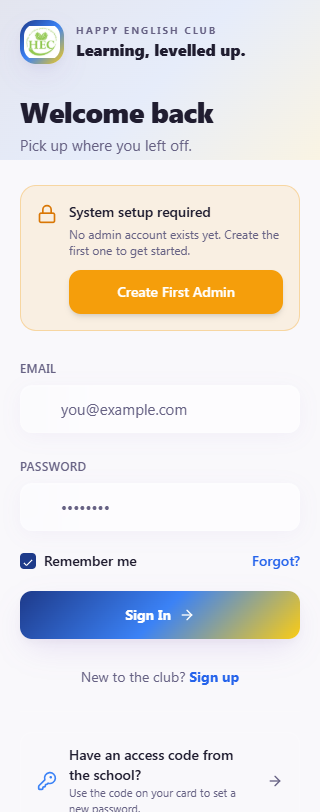 HEC
HAPPY ENGLISH CLUB
Learning, levelled up.
Welcome back
Pick up where you left off.
System setup required
No admin account exists yet. Create the
first one to get started.
Create First Admin
EMAIL
you@example.com
PASSWORD
••••••••
Remember me
Forgot?
Sign In →
New to the club? Sign up
Have an access code from
the school?
Use the code on your card to set a
new password.